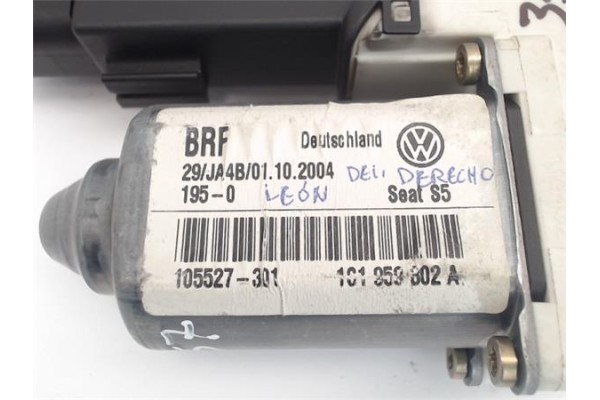 BRF Deutschland
29/JA4B/01.10.2004 DEL. DERECHO
195-0 LEÓN Seat S5
105527-301 1C1 959 802 A